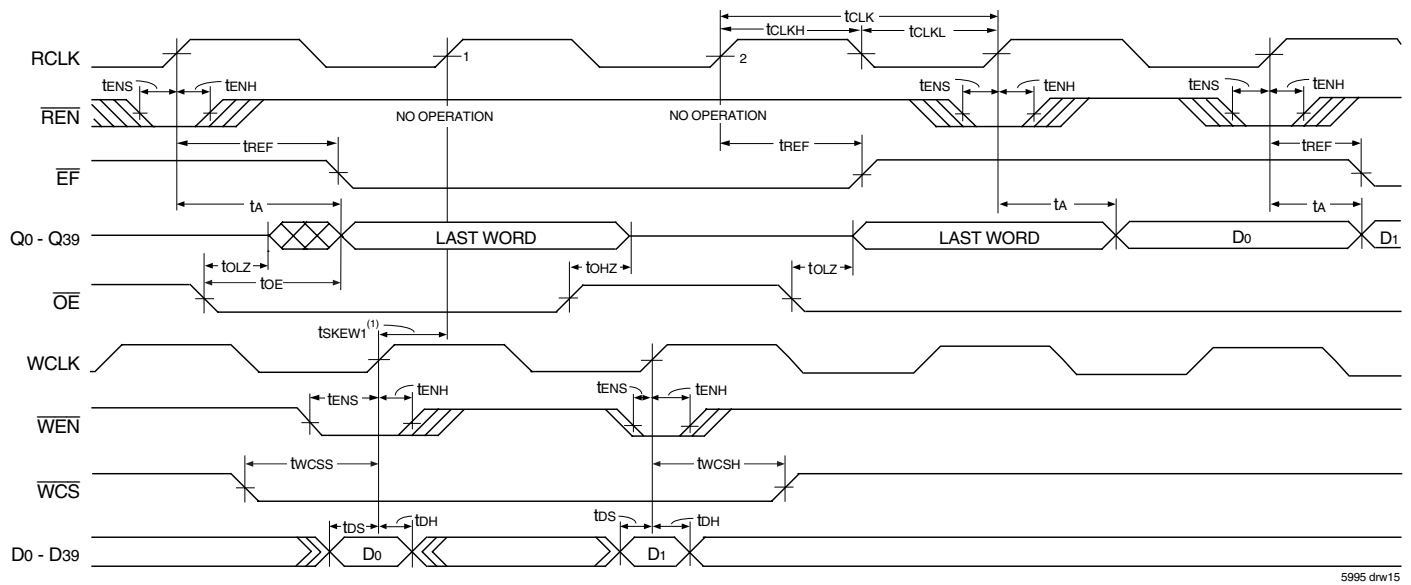 tCLK
tCLKH tCLKL
RCLK 1 2
tENS tENH tENS tENH tENS tENH
REN NO OPERATION NO OPERATION
tREF tREF tREF
EF
tA tA tA
Q0 - Q39 LAST WORD LAST WORD D0 D1
tOLZ tOHZ tOLZ
tOE
OE
tSKEW1(1)
WCLK
tENS tENH tENS tENH
WEN
tWCSS tWCSH
WCS
tDS tDH tDS tDH
D0 - D39 D0 D1
5995 drw15